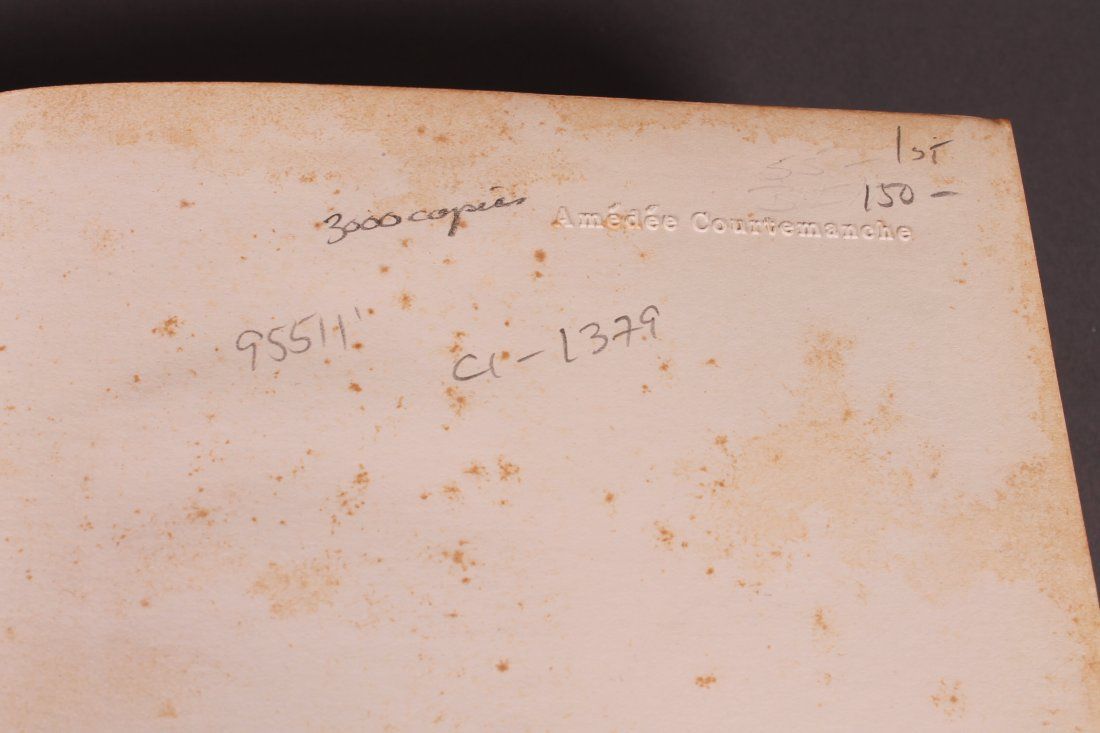 1st
150 -
3000 copies
Amédée Courtemanche
95511'
C1 - 1379